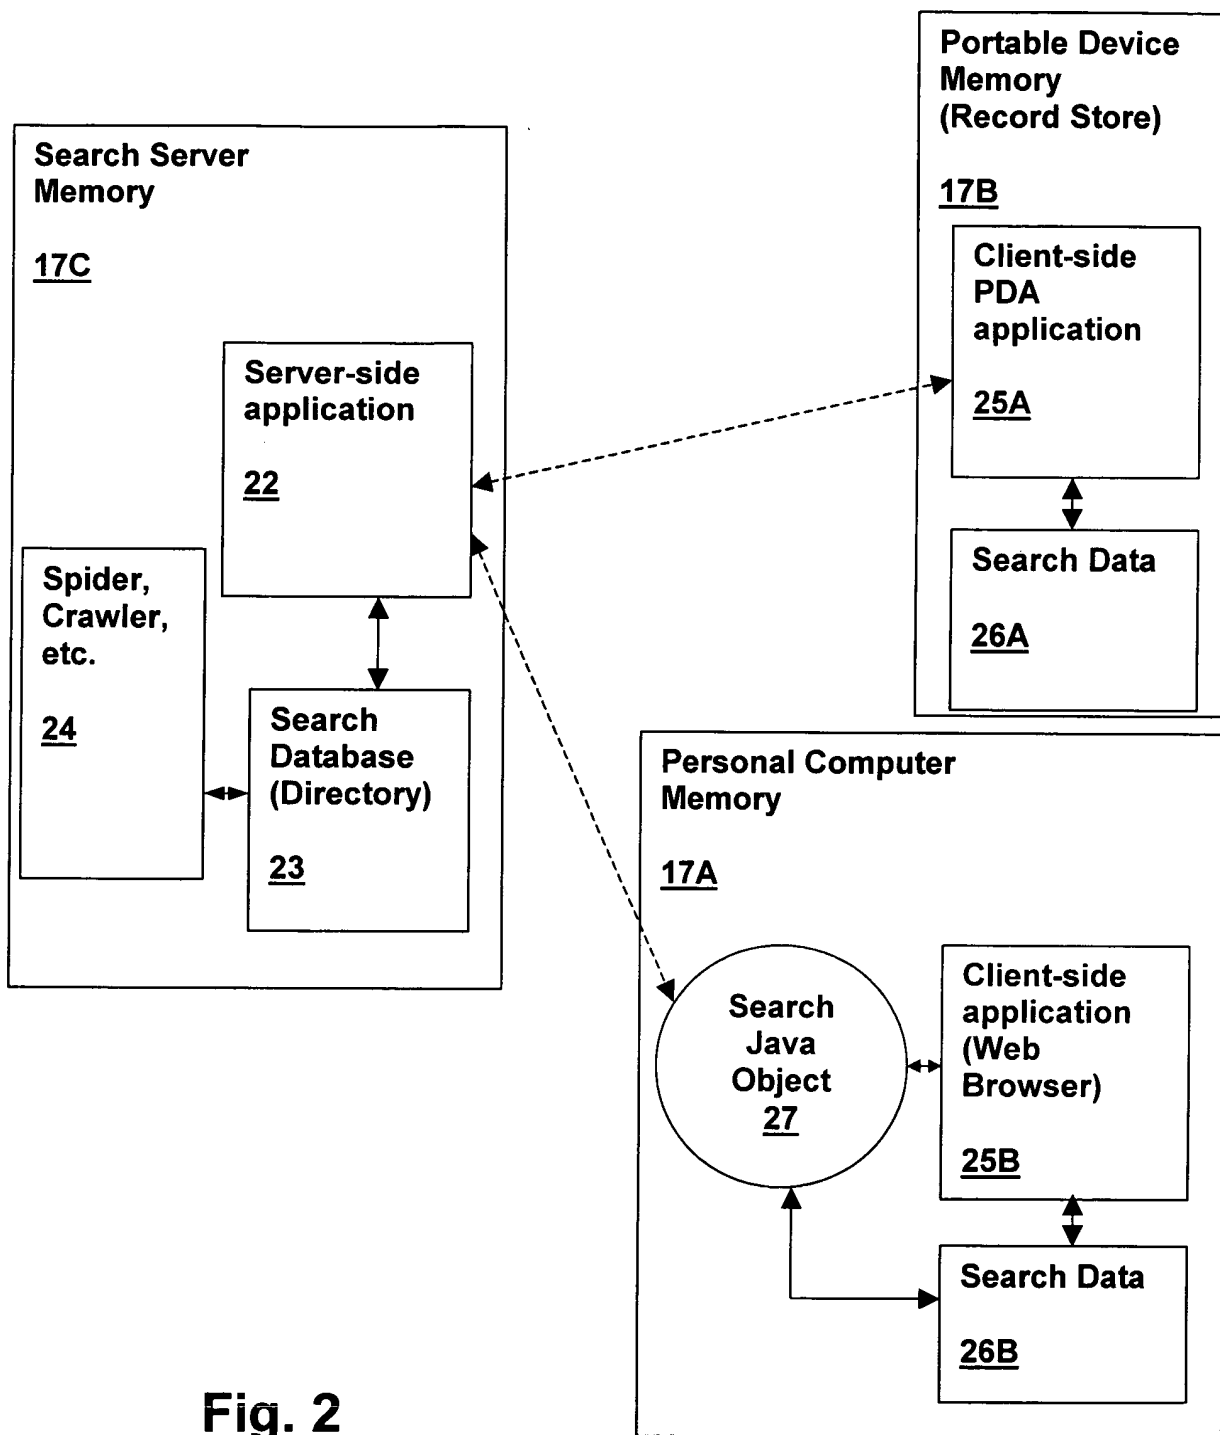 Portable Device
Memory
(Record Store)
17B
Client-side
PDA
application
25A
Search Data
26A
Search Server
Memory
17C
Server-side
application
22
Spider,
Crawler,
etc.
24
Search
Database
(Directory)
23
Personal Computer
Memory
17A
Search
Java
Object
27
Client-side
application
(Web
Browser)
25B
Search Data
26B
Fig. 2